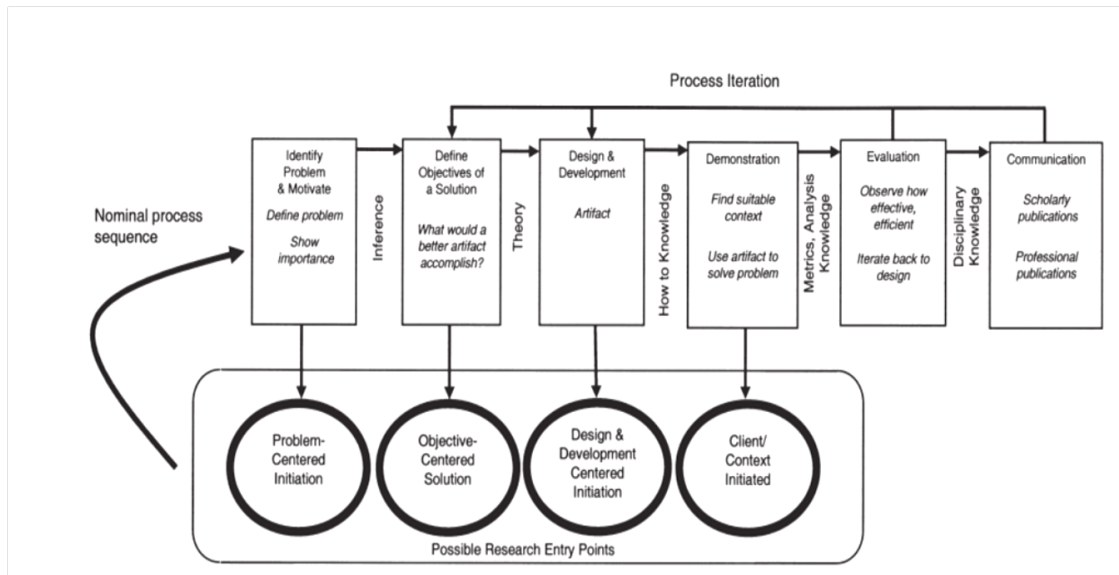 Process Iteration
Nominal process
sequence
Identify
Problem
& Motivate
Define problem
Show
importance
Inference
Define
Objectives of
a Solution
What would a
better artifact
accomplish?
Theory
Design &
Development
Artifact
How to Knowledge
Demonstration
Find suitable
context
Use artifact to
solve problem
Metrics, Analysis
Knowledge
Evaluation
Observe how
effective,
efficient
Iterate back to
design
Disciplinary
Knowledge
Communication
Scholarly
publications
Professional
publications
Problem-
Centered
Initiation
Objective-
Centered
Solution
Design &
Development
Centered
Initiation
Client/
Context
Initiated
Possible Research Entry Points